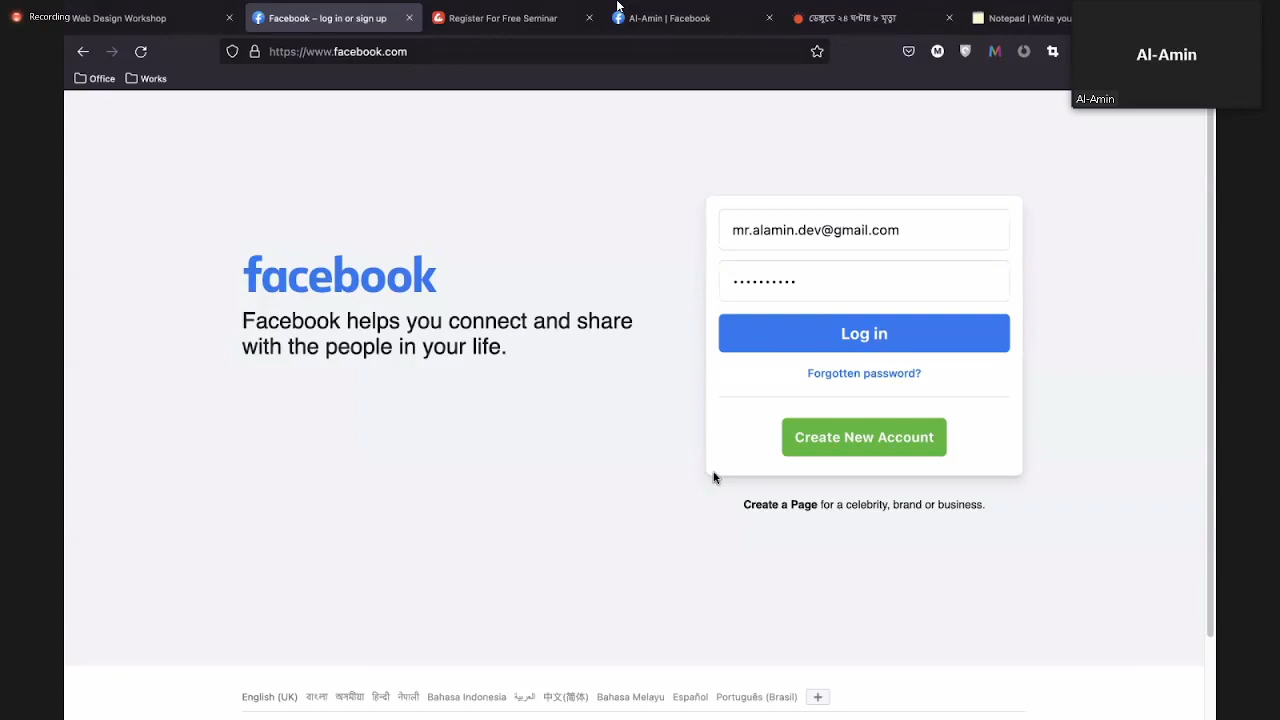 Recording
Web Design Workshop
Facebook – log in or sign up
Register For Free Seminar
Al-Amin | Facebook
ডেঙ্গুতে ২৪ ঘণ্টায় ৮ মৃত্যু
Notepad | Write you
https://www.facebook.com
Al-Amin
Al-Amin
Office
Works
mr.alamin.dev@gmail.com
facebook
Facebook helps you connect and share
with the people in your life.
Log in
Forgotten password?
Create New Account
Create a Page for a celebrity, brand or business.
English (UK) বাংলা অসমীয়া हिन्दी नेपाली Bahasa Indonesia العربية 中文(简体) Bahasa Melayu Español Português (Brasil)